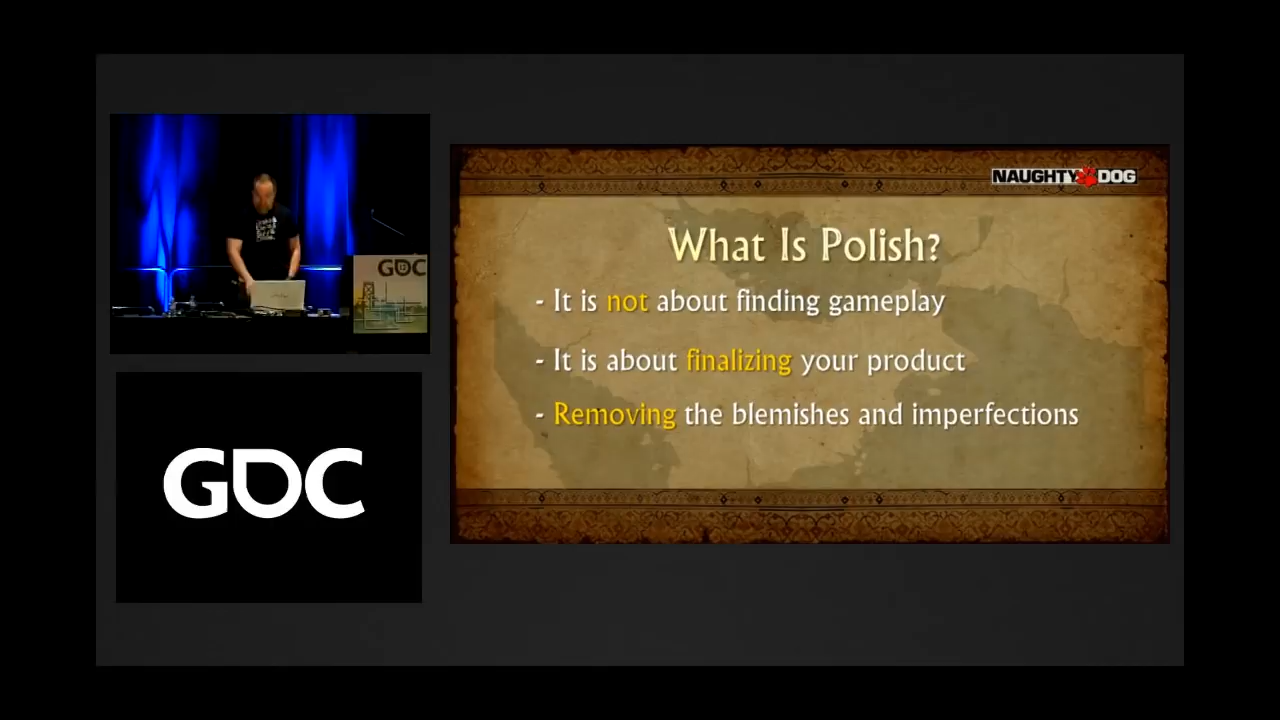 GDC
GDC
NAUGHTY DOG
What Is Polish?
- It is not about finding gameplay
- It is about finalizing your product
- Removing the blemishes and imperfections